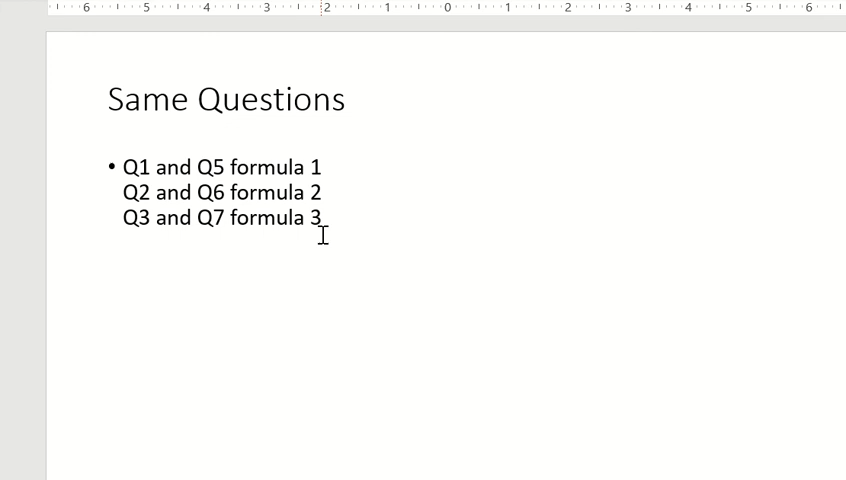 6 5 4 3 2 1 0 1 2 3 4 5 6
Same Questions
• Q1 and Q5 formula 1
Q2 and Q6 formula 2
Q3 and Q7 formula 3